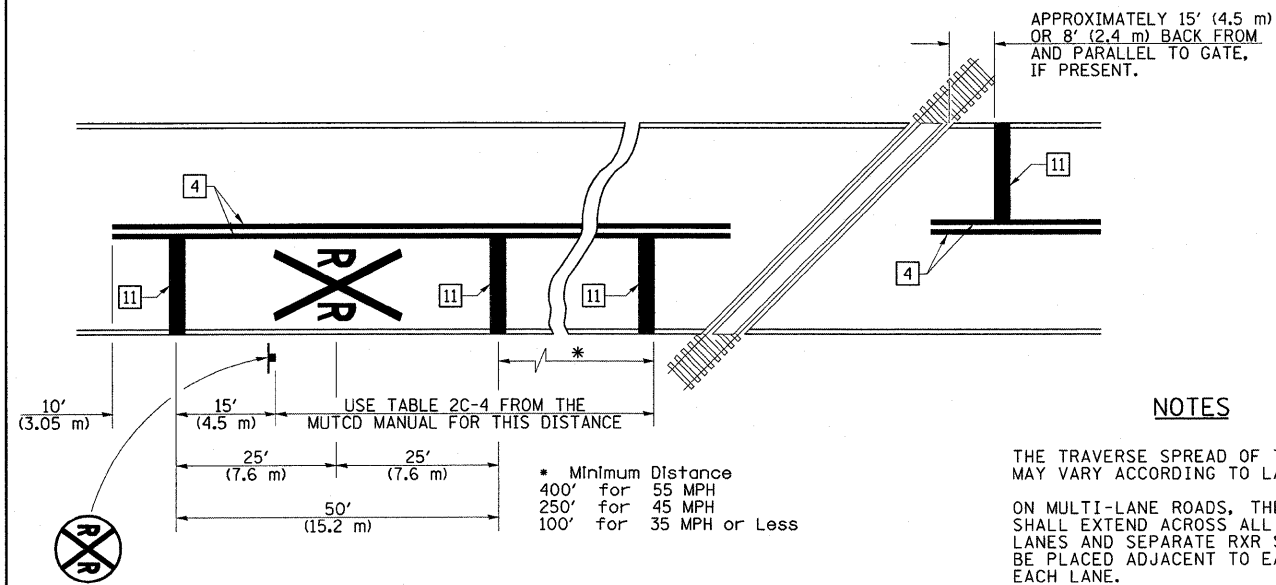 APPROXIMATELY 15' (4.5 m)
OR 8' (2.4 m) BACK FROM
AND PARALLEL TO GATE,
IF PRESENT.
11
4
4
R
R
11
11
11
*
10'
(3.05 m)
15'
(4.5 m)
USE TABLE 2C-4 FROM THE
MUTCD MANUAL FOR THIS DISTANCE
25'
(7.6 m)
25'
(7.6 m)
50'
(15.2 m)
* Minimum Distance
400' for 55 MPH
250' for 45 MPH
100' for 35 MPH or Less
R
R
NOTES
THE TRAVERSE SPREAD OF
MAY VARY ACCORDING TO
ON MULTI-LANE ROADS, THE
SHALL EXTEND ACROSS ALL
LANES AND SEPARATE RXR
BE PLACED ADJACENT TO
EACH LANE.